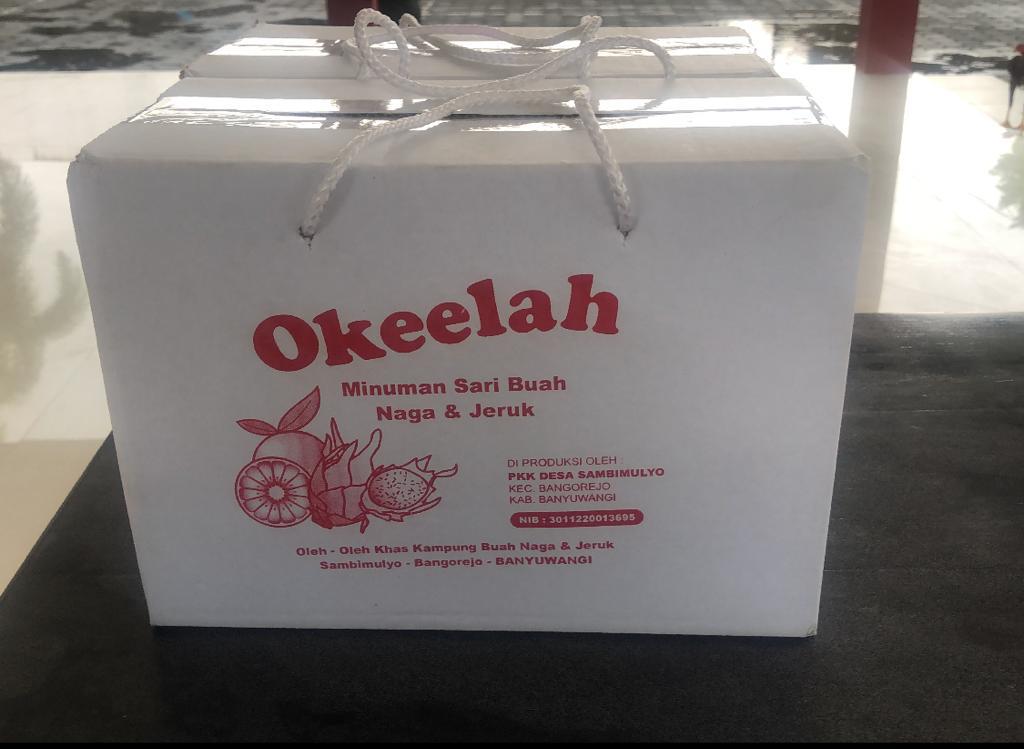 Okeelah
Minuman Sari Buah
Naga & Jeruk
DI PRODUKSI OLEH :
PKK DESA SAMBIMULYO
KEC. BANGOREJO
KAB. BANYUWANGI
NIB : 3011220013695
Oleh - Oleh Khas Kampung Buah Naga & Jeruk
Sambimulyo - Bangorejo - BANYUWANGI